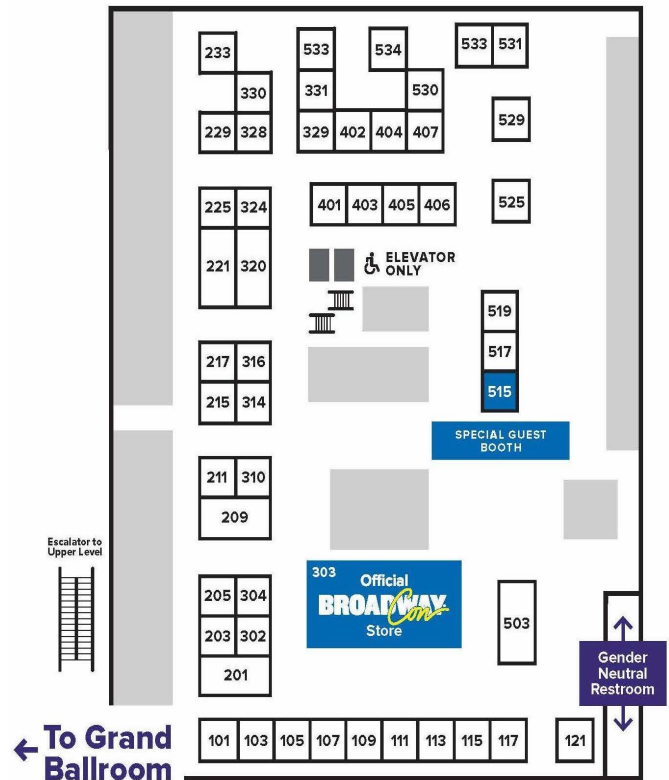 233
533
534
533 531
330
331
530
529
229 328
329 402 404 407
225 324
401 403 405 406
525
221 320
ELEVATOR
ONLY
519
517
515
217 316
215 314
SPECIAL GUEST
BOOTH
211 310
209
Escalator to
Upper Level
303
Official
BROADWAY
Con
Store
205 304
203 302
201
503
Gender
Neutral
Restroom
101 103 105 107 109 111 113 115 117 121
← To Grand
Ballroom